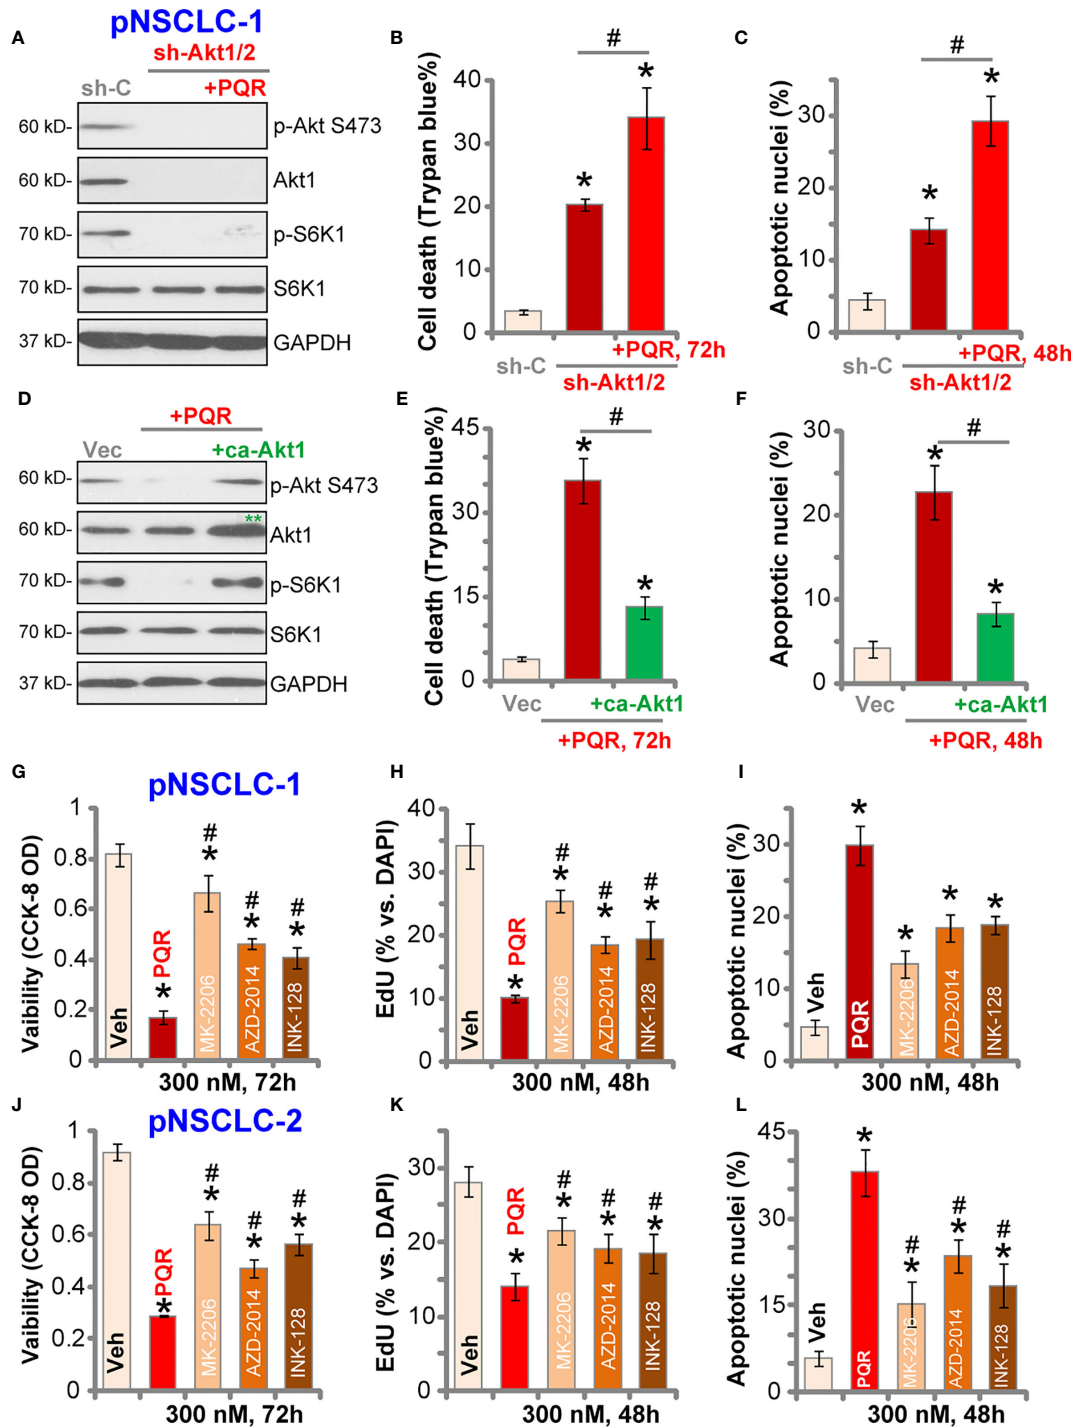 pNSCLC-1
A
sh-Akt1/2
sh-C +PQR
60 kD- p-Akt S473
60 kD- Akt1
70 kD- p-S6K1
70 kD- S6K1
37 kD- GAPDH
B
#
Cell death (Trypan blue%)
40
30
20
10
0
* *
+PQR, 72h
sh-C
sh-Akt1/2
C
#
Apoptotic nuclei (%)
30
20
10
0
* *
+PQR, 48h
sh-C
sh-Akt1/2
D
+PQR
Vec +ca-Akt1
60 kD- p-Akt S473
60 kD- ** Akt1
70 kD- p-S6K1
70 kD- S6K1
37 kD- GAPDH
E
#
Cell death (Trypan blue%)
45
30
15
0
* *
Vec +ca-Akt1
+PQR, 72h
F
#
Apoptotic nuclei (%)
30
20
10
0
* *
Vec +ca-Akt1
+PQR, 48h
G
pNSCLC-1
Vaibility (CCK-8 OD)
1
0.8
0.6
0.4
0.2
0
# # #
* * * *
Veh
PQR
MK-2206
AZD-2014
INK-128
300 nM, 72h
H
EdU (% vs. DAPI)
40
30
20
10
0
# # #
* * * *
Veh
PQR
MK-2206
AZD-2014
INK-128
300 nM, 48h
I
Apoptotic nuclei (%)
30
20
10
0
* * * *
Veh
PQR
MK-2206
AZD-2014
INK-128
300 nM, 48h
J
pNSCLC-2
Vaibility (CCK-8 OD)
1
0.8
0.6
0.4
0.2
0
# # #
* * * *
Veh
PQR
MK-2206
AZD-2014
INK-128
300 nM, 72h
K
EdU (% vs. DAPI)
30
20
10
0
# # #
* * * *
Veh
PQR
MK-2206
AZD-2014
INK-128
300 nM, 48h
L
Apoptotic nuclei (%)
45
30
15
0
# # #
* * * *
Veh
PQR
MK-2206
AZD-2014
INK-128
300 nM, 48h